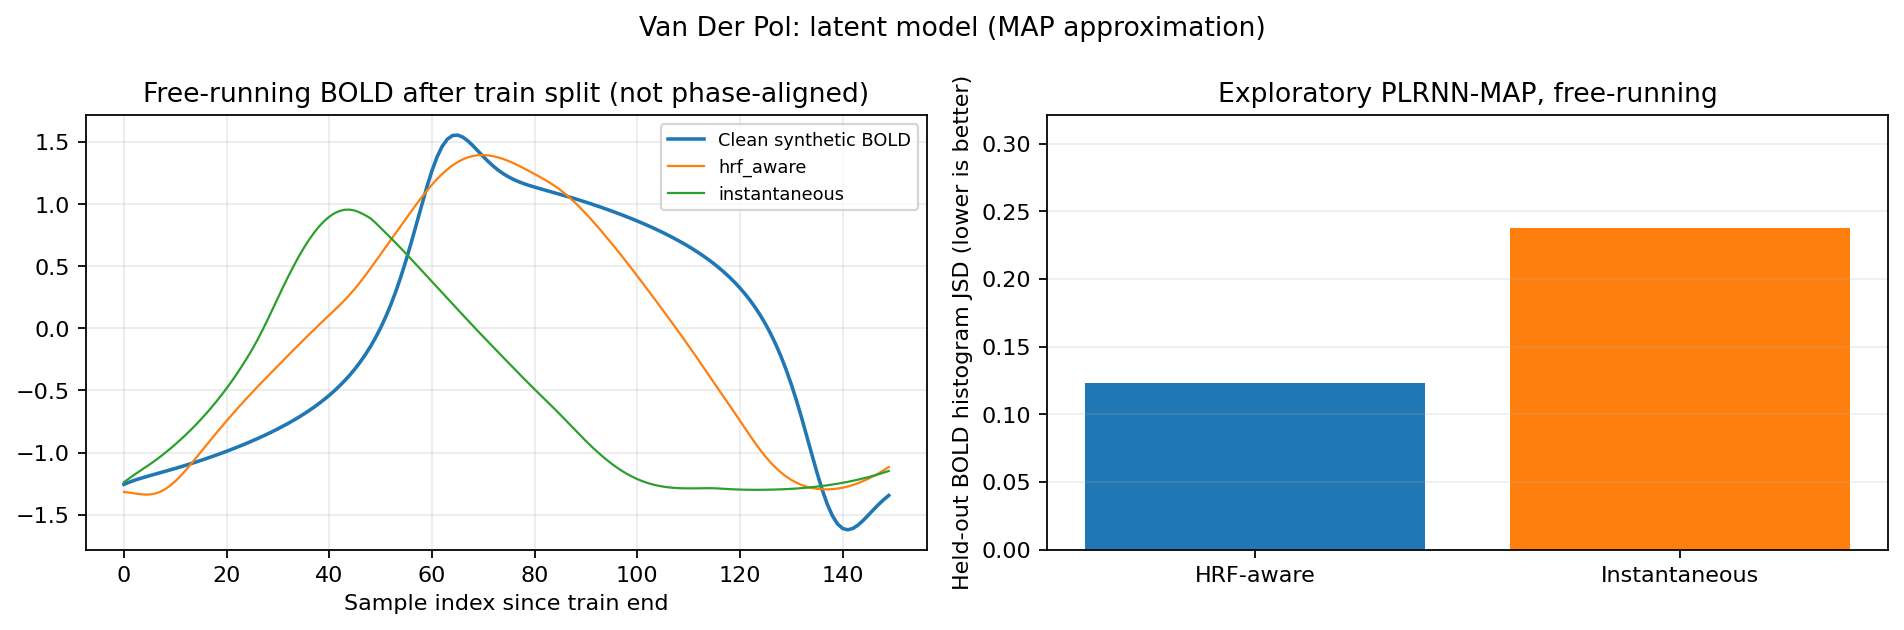 Van Der Pol: latent model (MAP approximation)
Free-running BOLD after train split (not phase-aligned)
Clean synthetic BOLD
hrf_aware
instantaneous
1.5
1.0
0.5
0.0
−0.5
−1.0
−1.5
0 20 40 60 80 100 120 140
Sample index since train end
Exploratory PLRNN-MAP, free-running
Held-out BOLD histogram JSD (lower is better)
0.30
0.25
0.20
0.15
0.10
0.05
0.00
HRF-aware Instantaneous